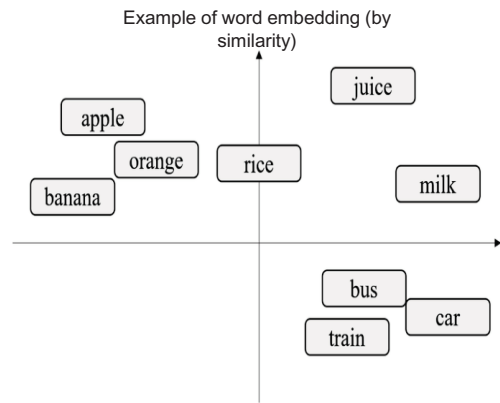 Example of word embedding (by
similarity)
juice
apple
orange
rice
banana
milk
bus
car
train